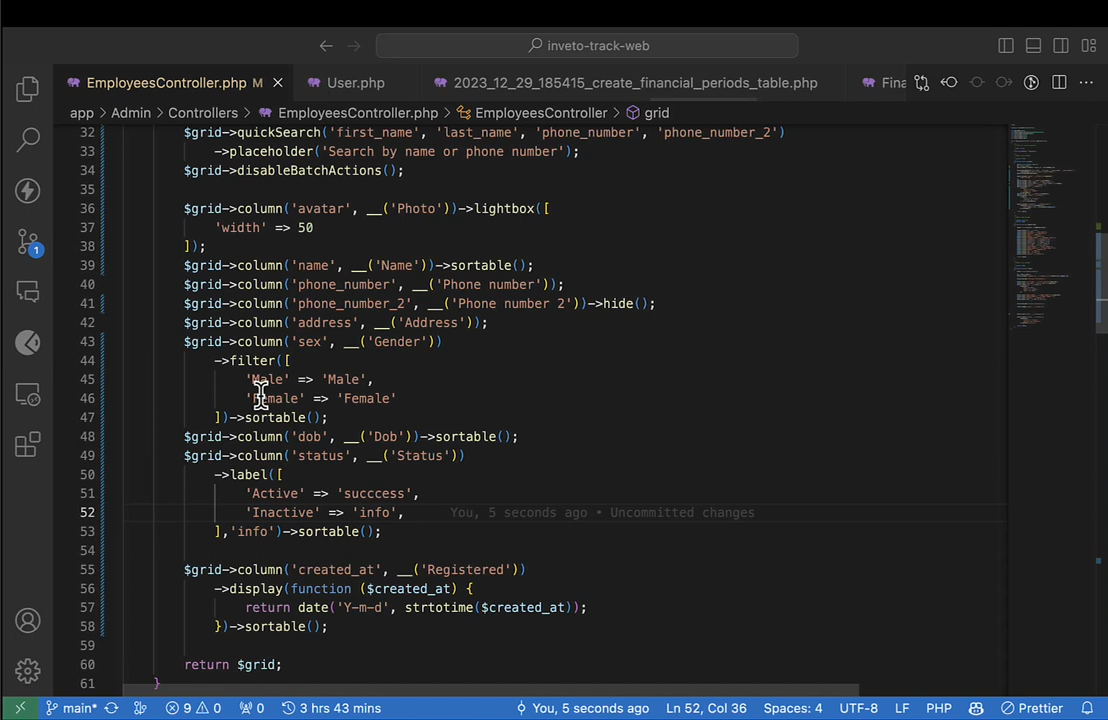 inveto-track-web
EmployeesController.php M User.php 2023_12_29_185415_create_financial_periods_table.php Fina
app > Admin > Controllers > EmployeesController.php > EmployeesController > grid
32 $grid->quickSearch('first_name', 'last_name', 'phone_number', 'phone_number_2')
33 ->placeholder('Search by name or phone number');
34 $grid->disableBatchActions();
35
36 $grid->column('avatar', __('Photo'))->lightbox([
37 'width' => 50
38 ]);
39 $grid->column('name', __('Name'))->sortable();
40 $grid->column('phone_number', __('Phone number'));
41 $grid->column('phone_number_2', __('Phone number 2'))->hide();
42 $grid->column('address', __('Address'));
43 $grid->column('sex', __('Gender'))
44 ->filter([
45 'Male' => 'Male',
46 'Female' => 'Female'
47 ])->sortable();
48 $grid->column('dob', __('Dob'))->sortable();
49 $grid->column('status', __('Status'))
50 ->label([
51 'Active' => 'succcess',
52 'Inactive' => 'info', You, 5 seconds ago • Uncommitted changes
53 ],'info')->sortable();
54
55 $grid->column('created_at', __('Registered'))
56 ->display(function ($created_at) {
57 return date('Y-m-d', strtotime($created_at));
58 })->sortable();
59
60 return $grid;
61 }
1
main* 9 0 0 3 hrs 43 mins You, 5 seconds ago Ln 52, Col 36 Spaces: 4 UTF-8 LF PHP Prettier